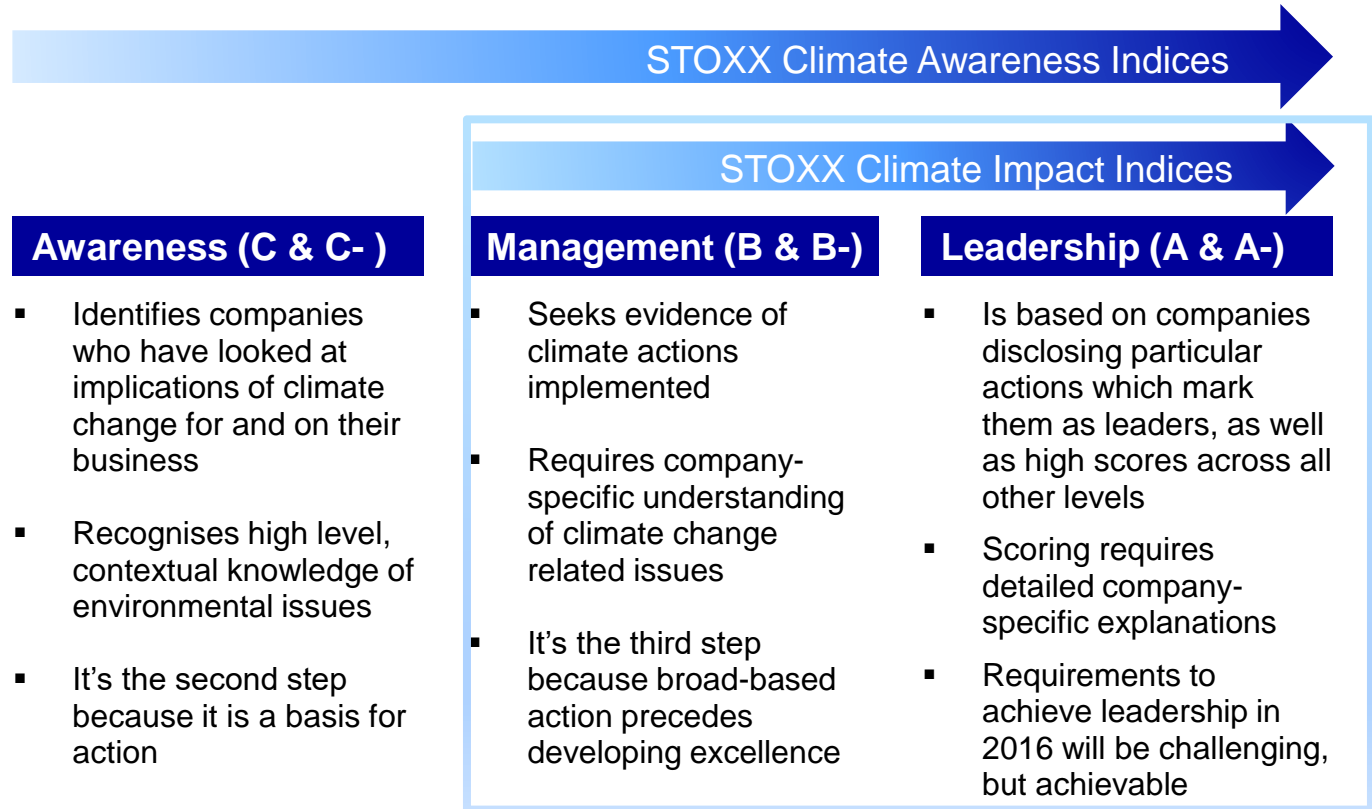 STOXX Climate Awareness Indices
STOXX Climate Impact Indices
Awareness (C & C- )
▪ Identifies companies
who have looked at
implications of climate
change for and on their
business
▪ Recognises high level,
contextual knowledge of
environmental issues
▪ It's the second step
because it is a basis for
action
Management (B & B-)
▪ Seeks evidence of
climate actions
implemented
▪ Requires company-
specific understanding
of climate change
related issues
▪ It's the third step
because broad-based
action precedes
developing excellence
Leadership (A & A-)
▪ Is based on companies
disclosing particular
actions which mark
them as leaders, as well
as high scores across all
other levels
▪ Scoring requires
detailed company-
specific explanations
▪ Requirements to
achieve leadership in
2016 will be challenging,
but achievable